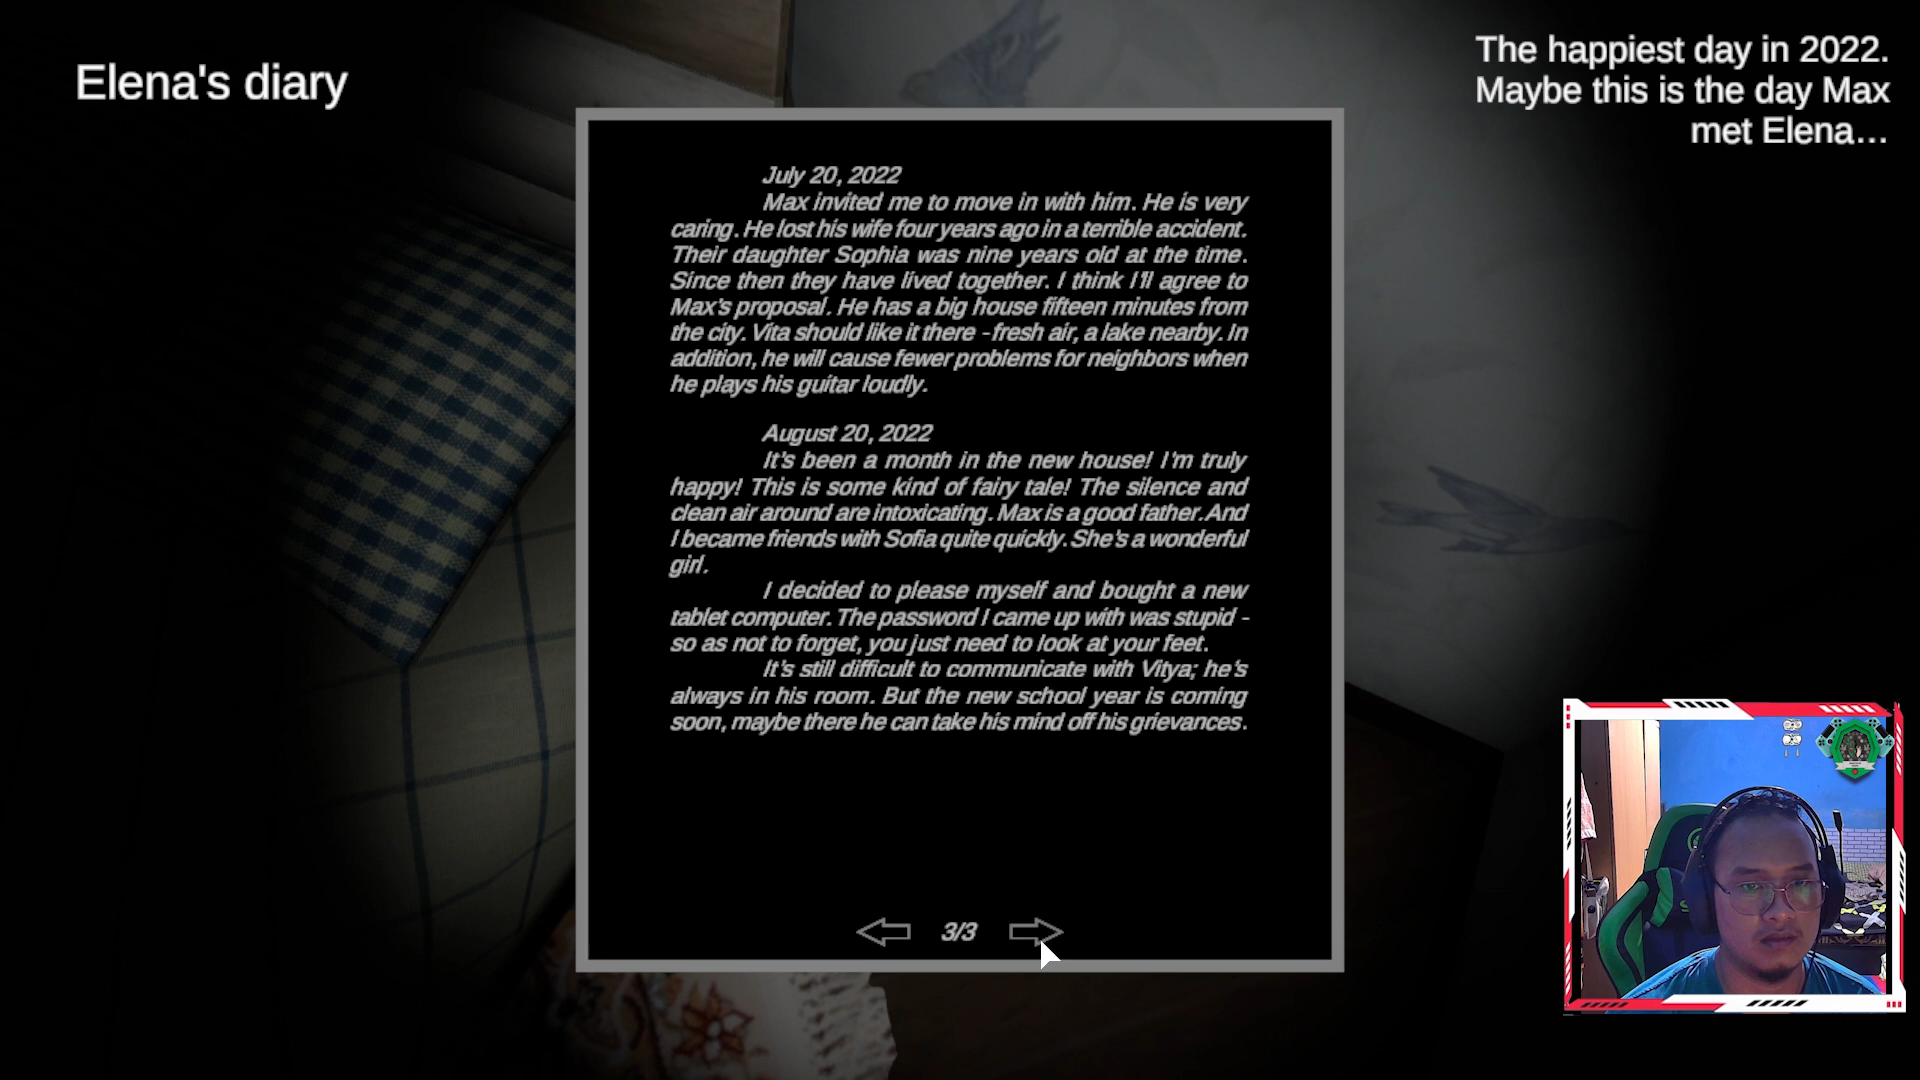 Elena's diary
The happiest day in 2022.
Maybe this is the day Max
met Elena...
July 20, 2022
Max invited me to move in with him. He is very
caring. He lost his wife four years ago in a terrible accident.
Their daughter Sophia was nine years old at the time.
Since then they have lived together. I think I'll agree to
Max's proposal. He has a big house fifteen minutes from
the city. Vita should like it there - fresh air, a lake nearby. In
addition, he will cause fewer problems for neighbors when
he plays his guitar loudly.
August 20, 2022
It's been a month in the new house! I'm truly
happy! This is some kind of fairy tale! The silence and
clean air around are intoxicating. Max is a good father. And
I became friends with Sofia quite quickly. She's a wonderful
girl.
I decided to please myself and bought a new
tablet computer. The password I came up with was stupid -
so as not to forget, you just need to look at your feet.
It's still difficult to communicate with Vitya; he's
always in his room. But the new school year is coming
soon, maybe there he can take his mind off his grievances.
3/3